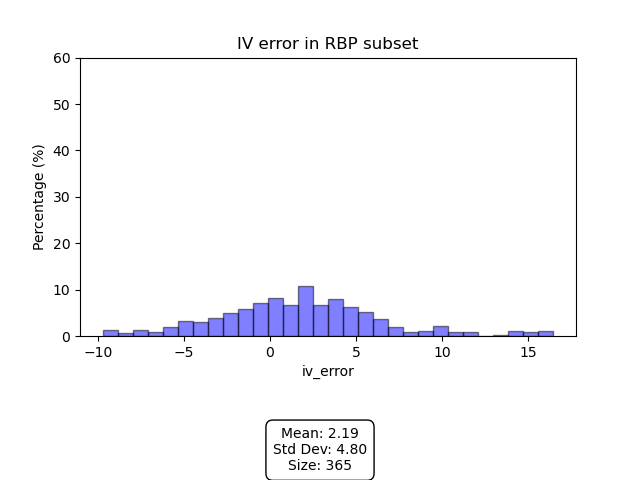 IV error in RBP subset
60
50
40
30
20
10
0
Percentage (%)
−10
−5
0
5
10
15
iv_error
Mean: 2.19
Std Dev: 4.80
Size: 365